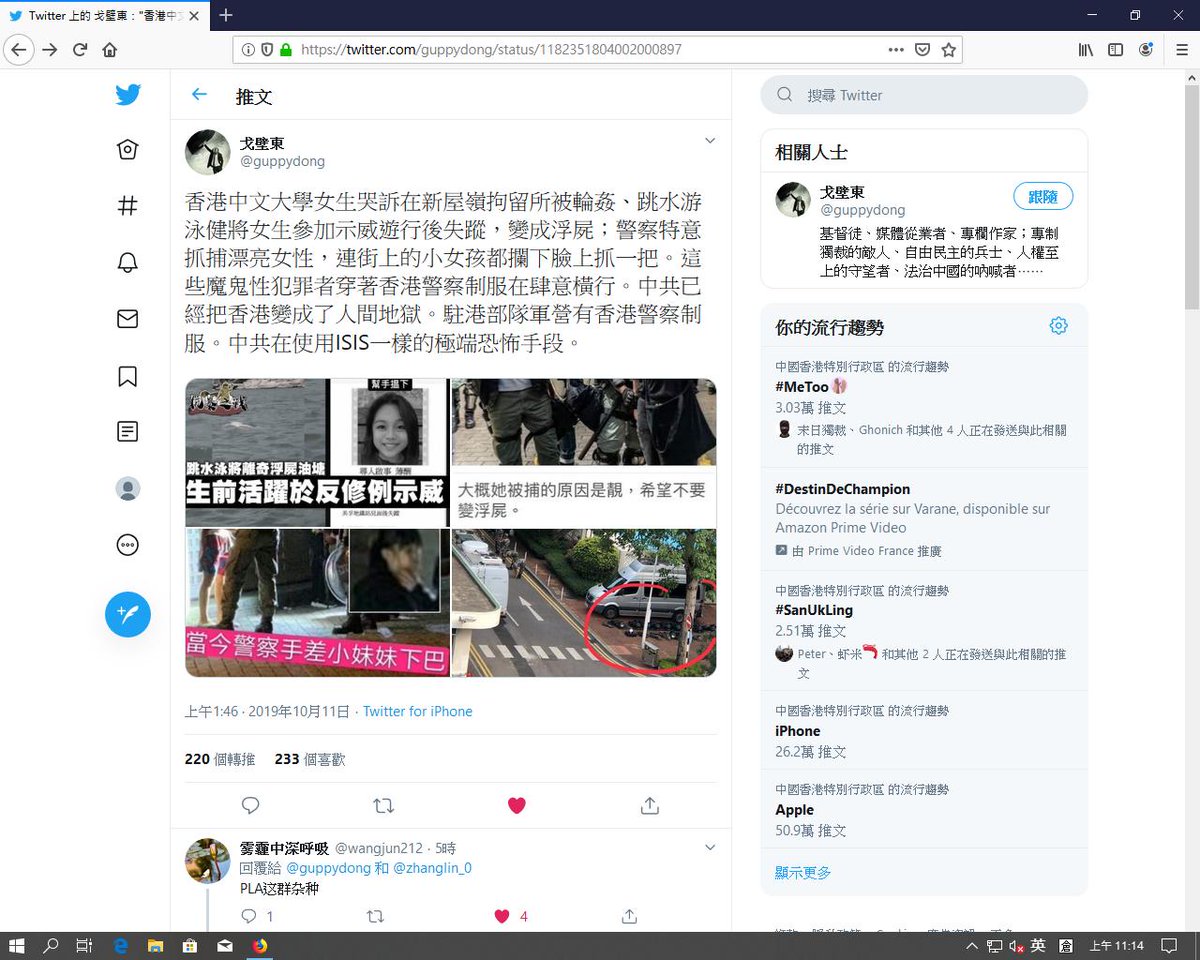 Twitter 上的 戈壁東："香港中文
https://twitter.com/guppydong/status/1182351804002000897
推文
搜尋 Twitter
戈壁東
@guppydong
香港中文大學女生哭訴在新屋嶺拘留所被輪姦、跳水游
泳健將女生參加示威遊行後失蹤，變成浮屍；警察特意
抓捕漂亮女性，連街上的小女孩都攔下臉上抓一把。這
些魔鬼性犯罪者穿著香港警察制服在肆意橫行。中共已
經把香港變成了人間地獄。駐港部隊軍營有香港警察制
服。中共在使用ISIS一樣的極端恐怖手段。
幫手搵下
尋人啟事 薄酬
跳水泳將離奇浮屍油塘
生前活躍於反修例示威
大概她被捕的原因是靚，希望不要
變浮屍。
當今警察手差小妹妹下巴
上午1:46 · 2019年10月11日 · Twitter for iPhone
220 個轉推 233 個喜歡
雾霾中深呼吸 @wangjun212 · 5時
回覆給 @guppydong 和 @zhanglin_0
PLA这群杂种
1
4
相關人士
戈壁東
@guppydong
跟隨
基督徒、媒體從業者、專欄作家；專制
獨裁的敵人、自由民主的兵士、人權至
上的守望者、法治中國的吶喊者……
你的流行趨勢
中國香港特別行政區 的流行趨勢
#MeToo
3.03萬 推文
末日獨裁、Ghonich 和其他 4 人正在發送與此相關
的推文
#DestinDeChampion
Découvrez la série sur Varane, disponible sur
Amazon Prime Video
由 Prime Video France 推廣
中國香港特別行政區 的流行趨勢
#SanUkLing
2.51萬 推文
Peter、虾米 和其他 2 人正在發送與此相關的推
文
中國香港特別行政區 的流行趨勢
iPhone
26.2萬 推文
中國香港特別行政區 的流行趨勢
Apple
50.9萬 推文
顯示更多
英
倉
上午 11:14